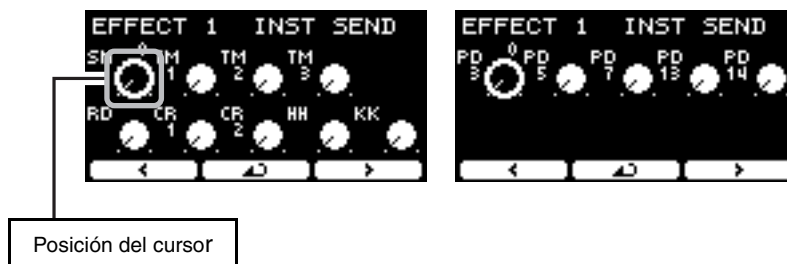 EFFECT 1 INST SEND
SN 0 TM 1 TM 2 TM 3
RD CR 1 CR 2 HH KK
< >
EFFECT 1 INST SEND
PD 3 0 PD 5 PD 7 PD 13 PD 14
< >
Posición del cursor